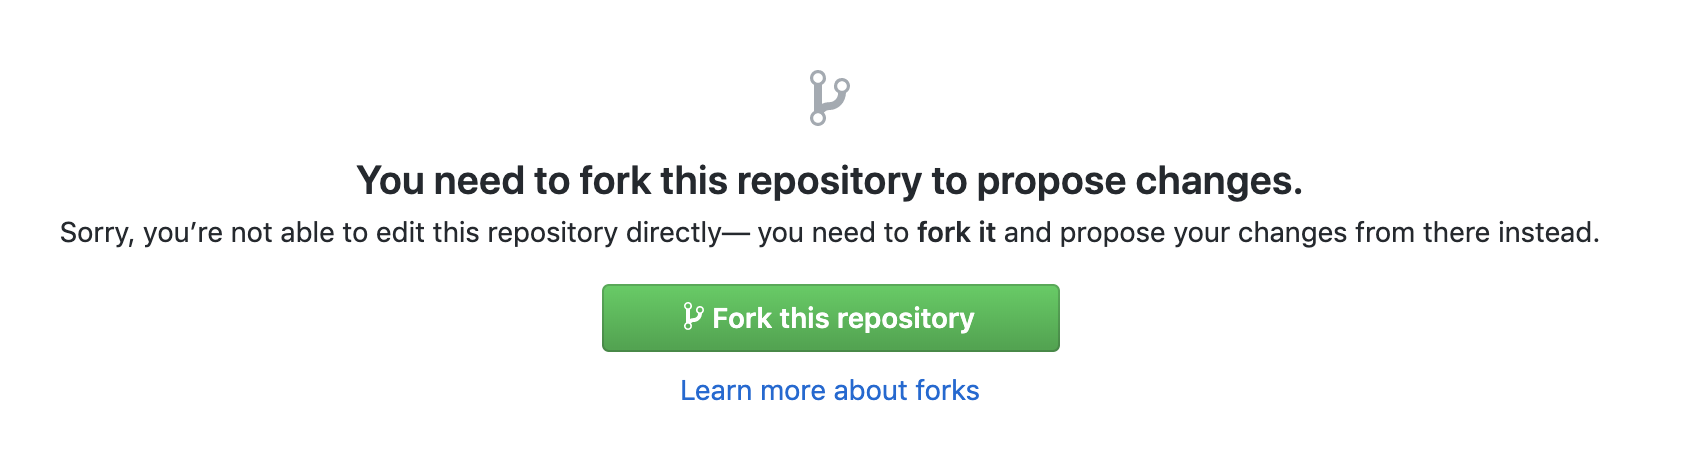 You need to fork this repository to propose changes.
Sorry, you’re not able to edit this repository directly— you need to fork it and propose your changes from there instead.
Fork this repository
Learn more about forks